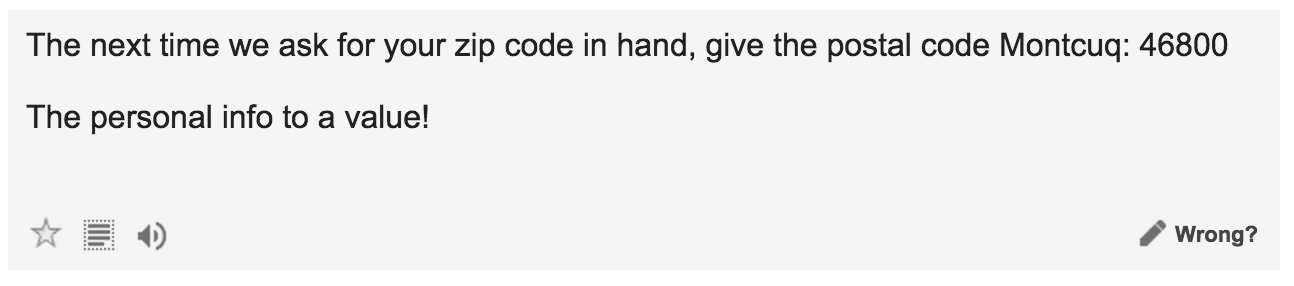 The next time we ask for your zip code in hand, give the postal code Montcuq: 46800
The personal info to a value!
Wrong?